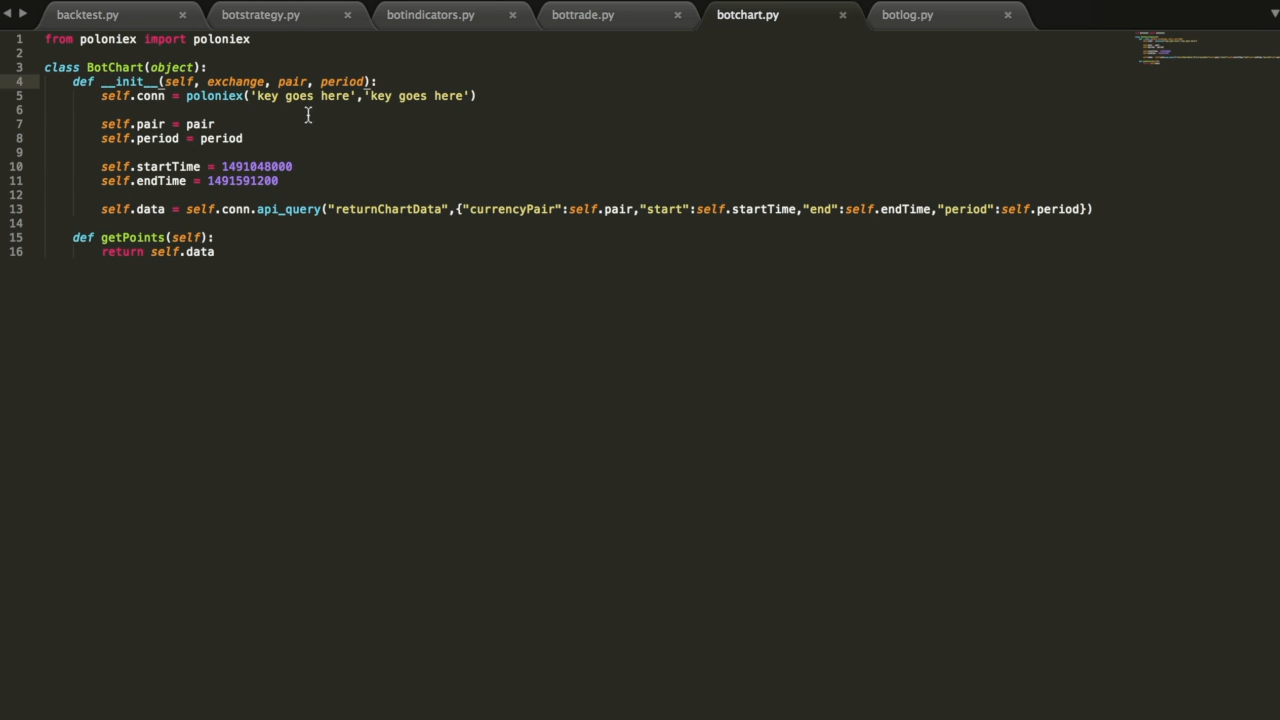 backtest.py × botstrategy.py × botindicators.py × bottrade.py × botchart.py × botlog.py ×
1 from poloniex import poloniex
2
3 class BotChart(object):
4 def __init__(self, exchange, pair, period):
5 self.conn = poloniex('key goes here','key goes here')
6
7 self.pair = pair
8 self.period = period
9
10 self.startTime = 1491048000
11 self.endTime = 1491591200
12
13 self.data = self.conn.api_query("returnChartData",{"currencyPair":self.pair,"start":self.startTime,"end":self.endTime,"period":self.period})
14
15 def getPoints(self):
16 return self.data